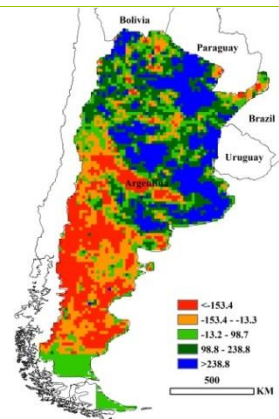 Bolivia
Paraguay
Brazil
Uruguay
Argentina
<-153.4
-153.4 - -13.3
-13.2 - 98.7
98.8 - 238.8
>238.8
500
KM